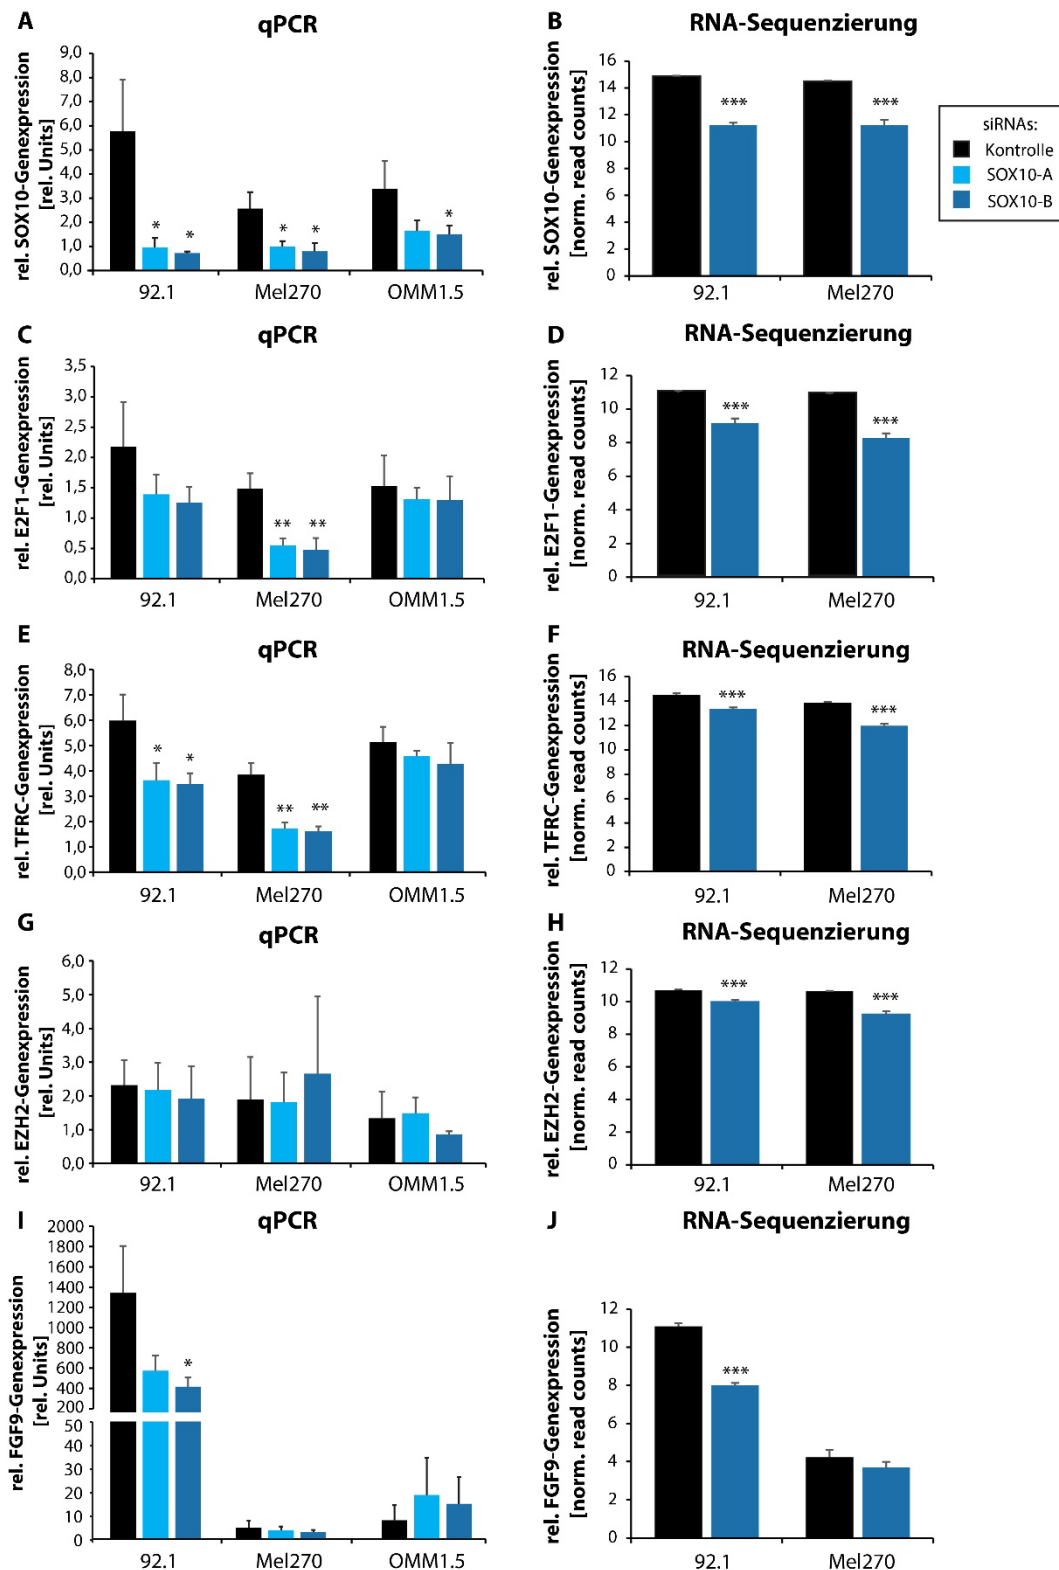 A
qPCR
rel. SOX10-Genexpression
[rel. Units]
9,0
8,0
7,0
6,0
5,0
4,0
3,0
2,0
1,0
0,0
* * * * *
92.1 Mel270 OMM1.5
B
RNA-Sequenzierung
rel. SOX10-Genexpression
[norm. read counts]
16
14
12
10
8
6
4
2
0
*** ***
92.1 Mel270
siRNAs:
Kontrolle
SOX10-A
SOX10-B
C
qPCR
rel. E2F1-Genexpression
[rel. Units]
3,5
3,0
2,5
2,0
1,5
1,0
0,5
0,0
** **
92.1 Mel270 OMM1.5
D
RNA-Sequenzierung
rel. E2F1-Genexpression
[norm. read counts]
12
10
8
6
4
2
0
*** ***
92.1 Mel270
E
qPCR
rel. TFRC-Genexpression
[rel. Units]
8,0
7,0
6,0
5,0
4,0
3,0
2,0
1,0
0,0
* * ** **
92.1 Mel270 OMM1.5
F
RNA-Sequenzierung
rel. TFRC-Genexpression
[norm. read counts]
16
14
12
10
8
6
4
2
0
*** ***
92.1 Mel270
G
qPCR
rel. EZH2-Genexpression
[rel. Units]
6,0
5,0
4,0
3,0
2,0
1,0
0,0
92.1 Mel270 OMM1.5
H
RNA-Sequenzierung
rel. EZH2-Genexpression
[norm. read counts]
12
10
8
6
4
2
0
*** ***
92.1 Mel270
I
qPCR
rel. FGF9-Genexpression
[rel. Units]
2000
1800
1600
1400
1200
1000
800
600
400
200
50
40
30
20
10
0
*
92.1 Mel270 OMM1.5
J
RNA-Sequenzierung
rel. FGF9-Genexpression
[norm. read counts]
12
10
8
6
4
2
0
***
92.1 Mel270